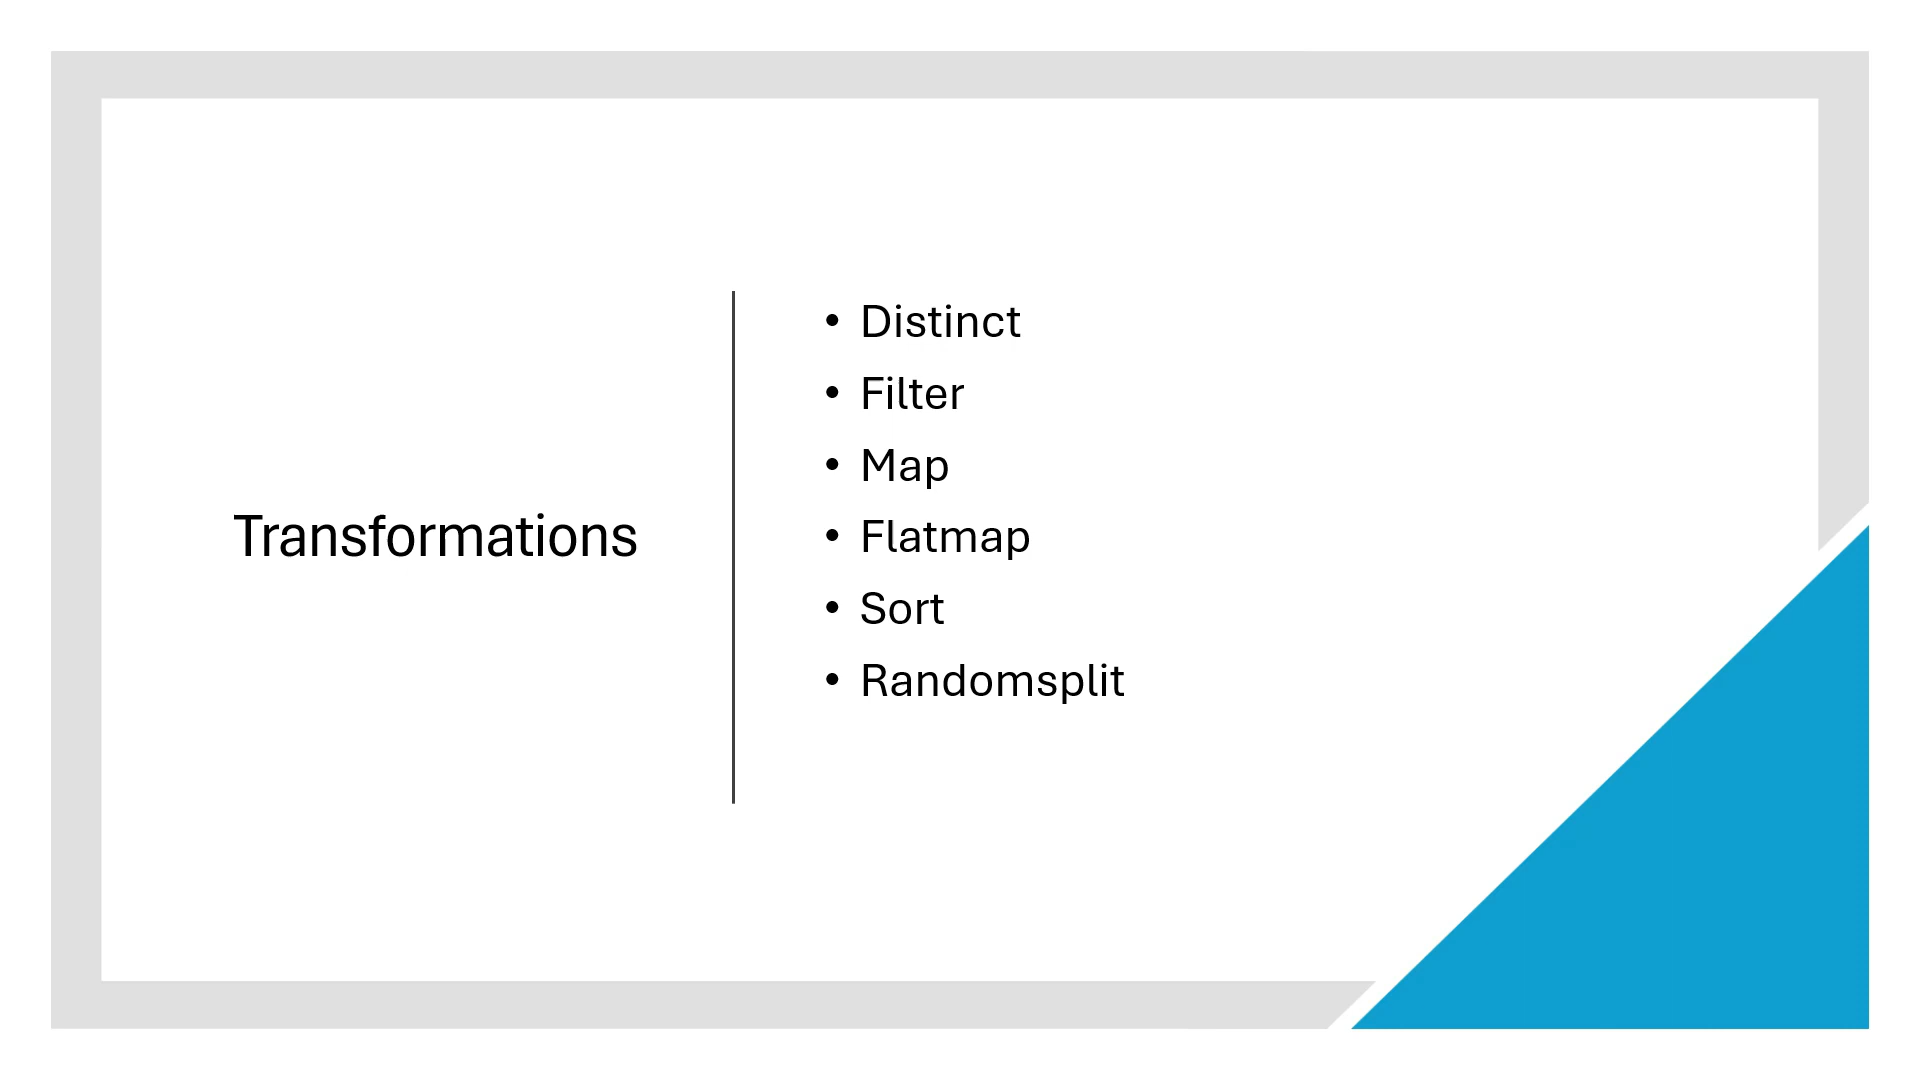 Transformations
• Distinct
• Filter
• Map
• Flatmap
• Sort
• Randomsplit